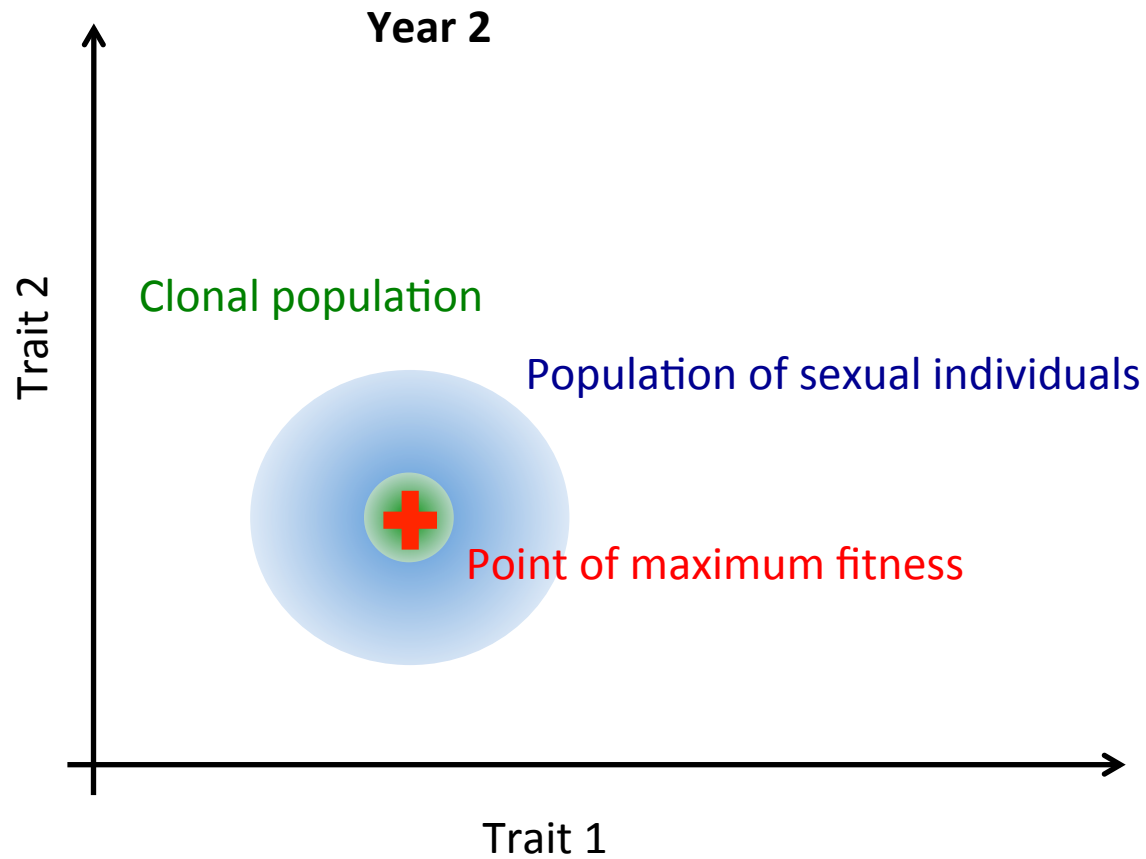 Year 2
Trait 2
Clonal population
Population of sexual individuals
Point of maximum fitness
Trait 1